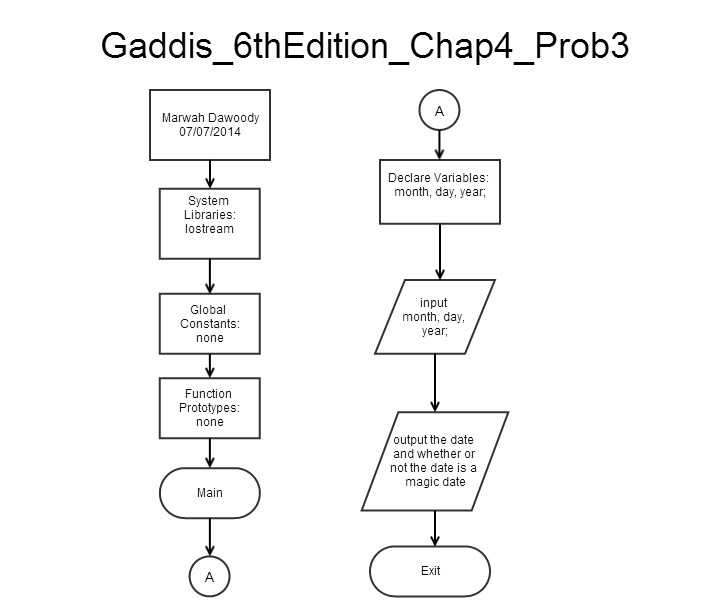 Gaddis_6thEdition_Chap4_Prob3
Marwah Dawoody
07/07/2014
System
Libraries:
Iostream
Global
Constants:
none
Function
Prototypes:
none
Main
A
A
Declare Variables:
month, day, year;
input
month, day,
year;
output the date
and whether or
not the date is a
magic date
Exit